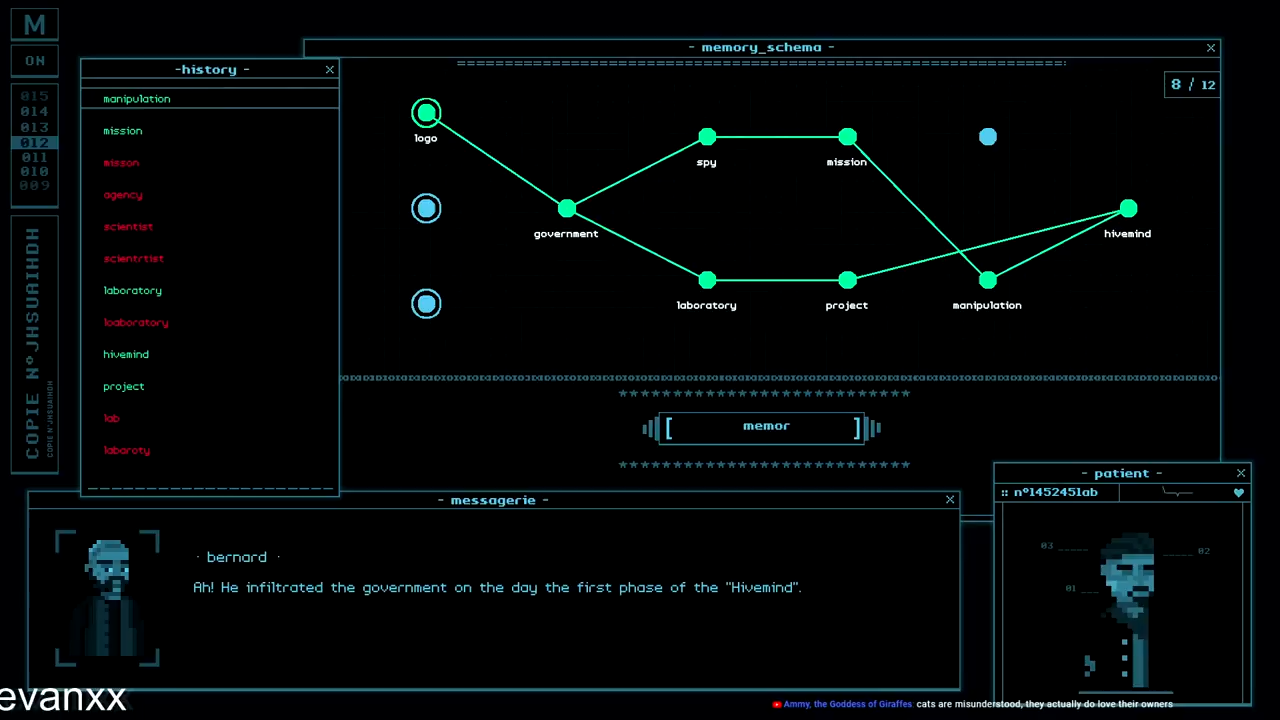 M
ON
015
014
013
012
011
010
009
COPIE N°JHSUAIHDH
COPIE N°JHSUAIHDH
-history -
manipulation
mission
misson
agency
scientist
scientrtist
laboratory
loaboratory
hivemind
project
lab
laboroty
- memory_schema -
8 / 12
logo
spy
mission
government
hivemind
laboratory
project
manipulation
[ memor ]
- messagerie -
· bernard ·
Ah! He infiltrated the government on the day the first phase of the "Hivemind".
- patient -
:: n°1452451ab
03
02
01
evanxx
Ammy, the Goddess of Giraffes cats are misunderstood, they actually do love their owners